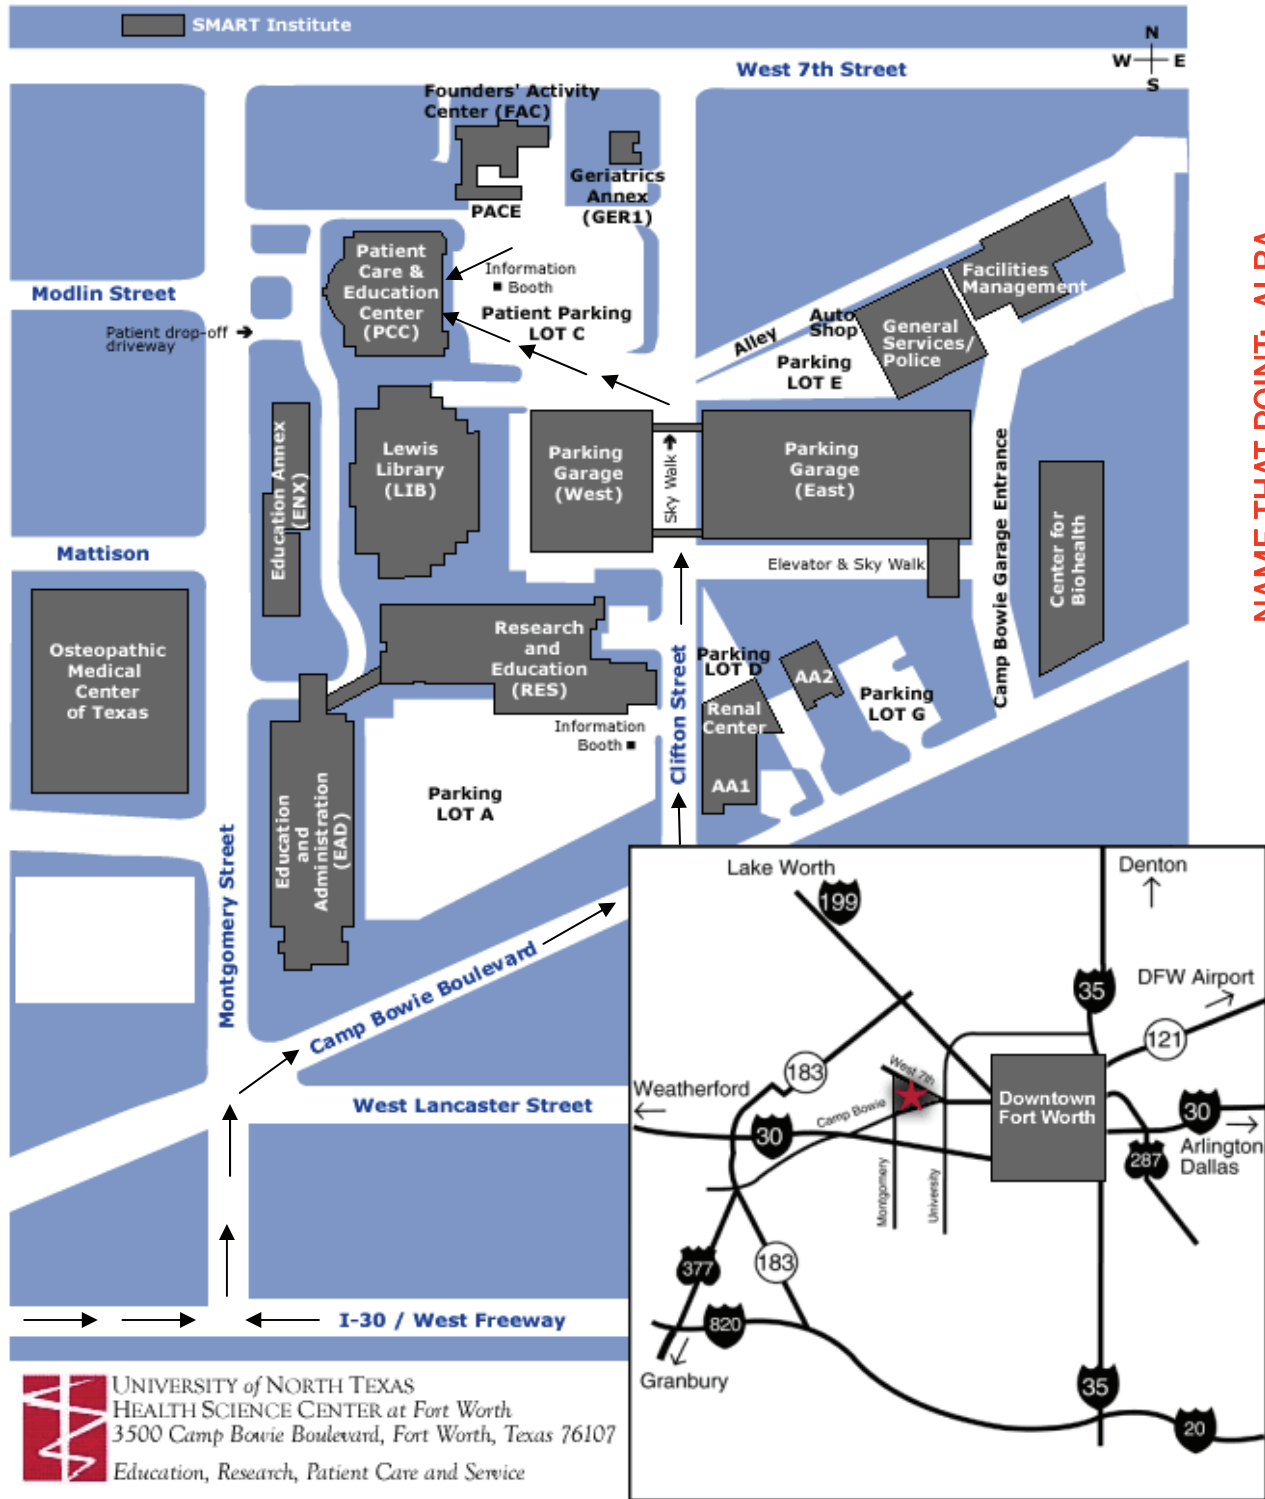 SMART Institute
N
W E
S
West 7th Street
Founders' Activity
Center (FAC)
PACE
Geriatrics
Annex
(GER1)
Patient
Care &
Education
Center
(PCC)
Information
Booth
Patient Parking
LOT C
Modlin Street
Patient drop-off
driveway
Alley
Auto
Shop
Parking
LOT E
General
Services/
Police
Facilities
Management
Education Annex
(ENX)
Lewis
Library
(LIB)
Parking
Garage
(West)
Sky Walk
Parking
Garage
(East)
Elevator & Sky Walk
Camp Bowie Garage Entrance
Center for
Biohealth
Mattison
Osteopathic
Medical
Center
of Texas
Research
and
Education
(RES)
Information
Booth
Clifton Street
Parking
LOT D
Renal
Center
AA1
AA2
Parking
LOT G
Parking
LOT A
Education
and
Administration
(EAD)
Montgomery Street
Camp Bowie Boulevard
West Lancaster Street
I-30 / West Freeway
NAME THAT POINT: ALBA
Lake Worth
199
Denton
35
DFW Airport
121
183
West 7th
Weatherford
Camp Bowie
30
Downtown
Fort Worth
30
Arlington
Dallas
287
Montgomery
University
377
183
820
Granbury
35
20
UNIVERSITY of NORTH TEXAS
HEALTH SCIENCE CENTER at Fort Worth
3500 Camp Bowie Boulevard, Fort Worth, Texas 76107
Education, Research, Patient Care and Service